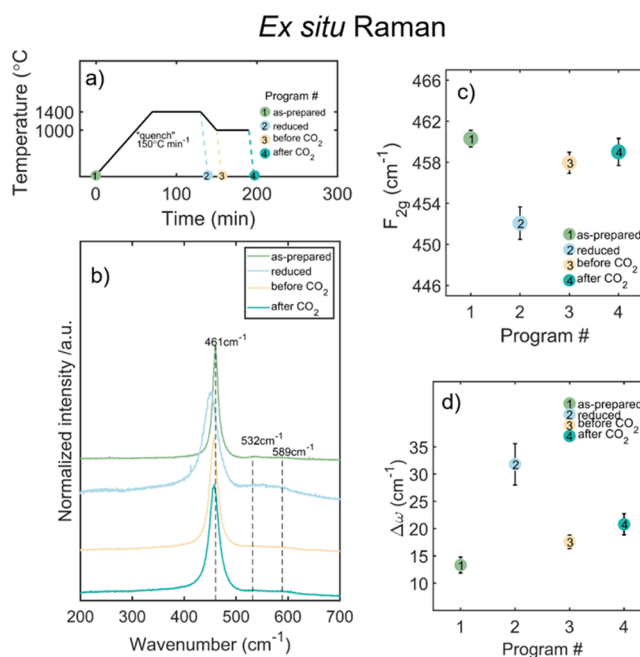 Ex situ Raman
a)
Temperature (°C)
1400
1000
"quench"
150°C min⁻¹
Program #
1 as-prepared
2 reduced
3 before CO₂
4 after CO₂
1 2 3 4
0 100 200 300
Time (min)
b)
Normalized intensity /a.u.
as-prepared
reduced
before CO₂
after CO₂
461cm⁻¹
532cm⁻¹
589cm⁻¹
200 300 400 500 600 700
Wavenumber (cm⁻¹)
c)
F₂g (cm⁻¹)
466
462
458
454
450
446
1
2
3
4
1 as-prepared
2 reduced
3 before CO₂
4 after CO₂
1 2 3 4
Program #
d)
Δω (cm⁻¹)
35
30
25
20
15
10
1
2
3
4
1 as-prepared
2 reduced
3 before CO₂
4 after CO₂
1 2 3 4
Program #